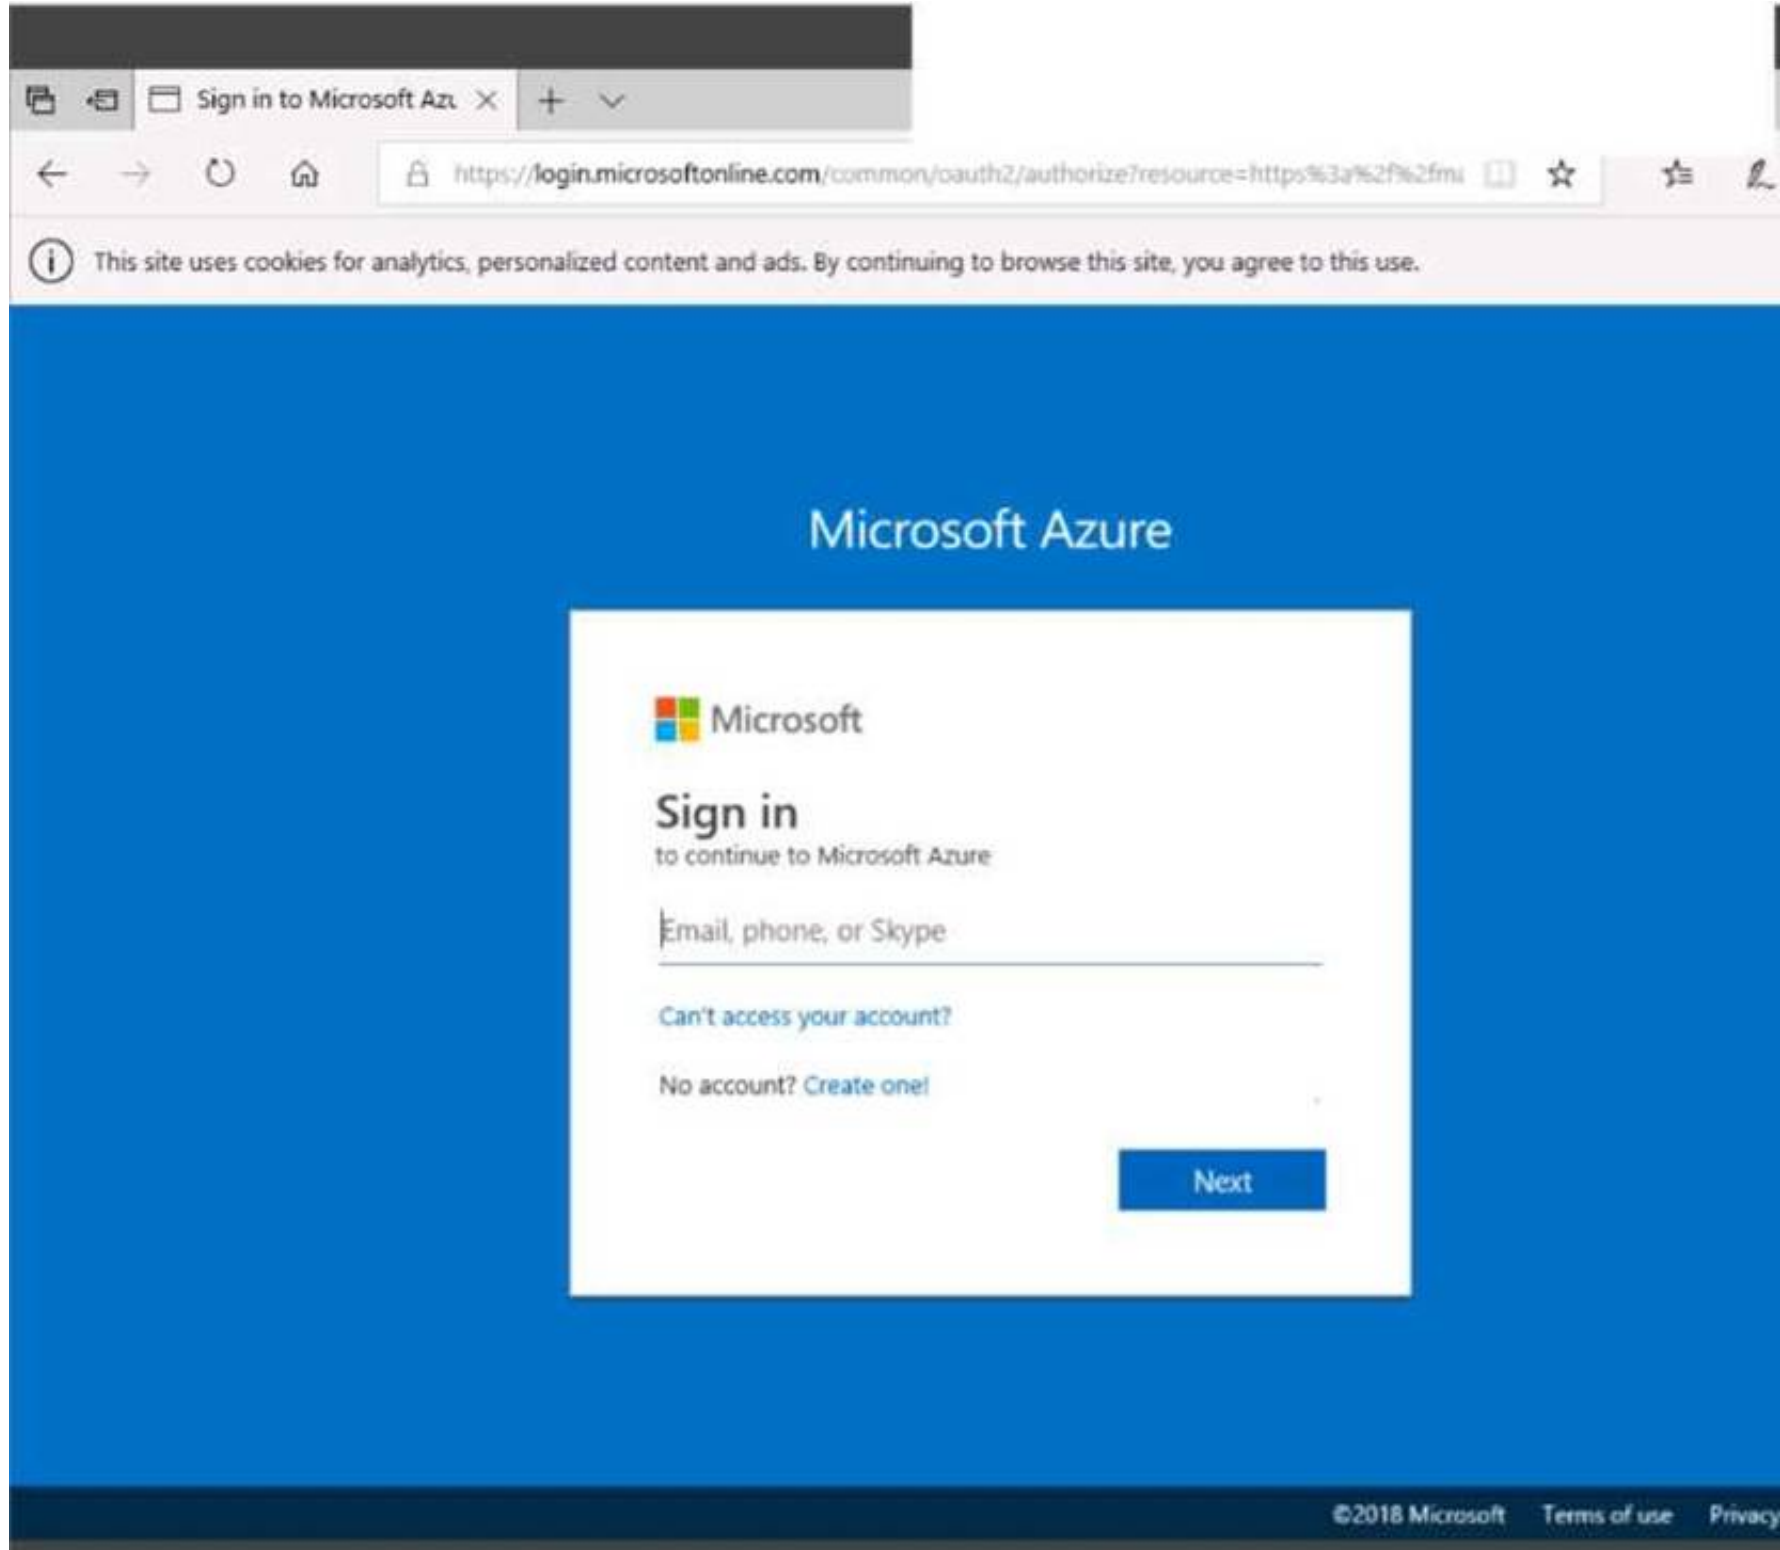 Sign in to Microsoft Azu
https://login.microsoftonline.com/common/oauth2/authorize?resource=https%3a%2f%2fma
This site uses cookies for analytics, personalized content and ads. By continuing to browse this site, you agree to this use.
Microsoft Azure
Microsoft
Sign in
to continue to Microsoft Azure
Email, phone, or Skype
Can't access your account?
No account? Create one!
Next
©2018 Microsoft Terms of use Privacy